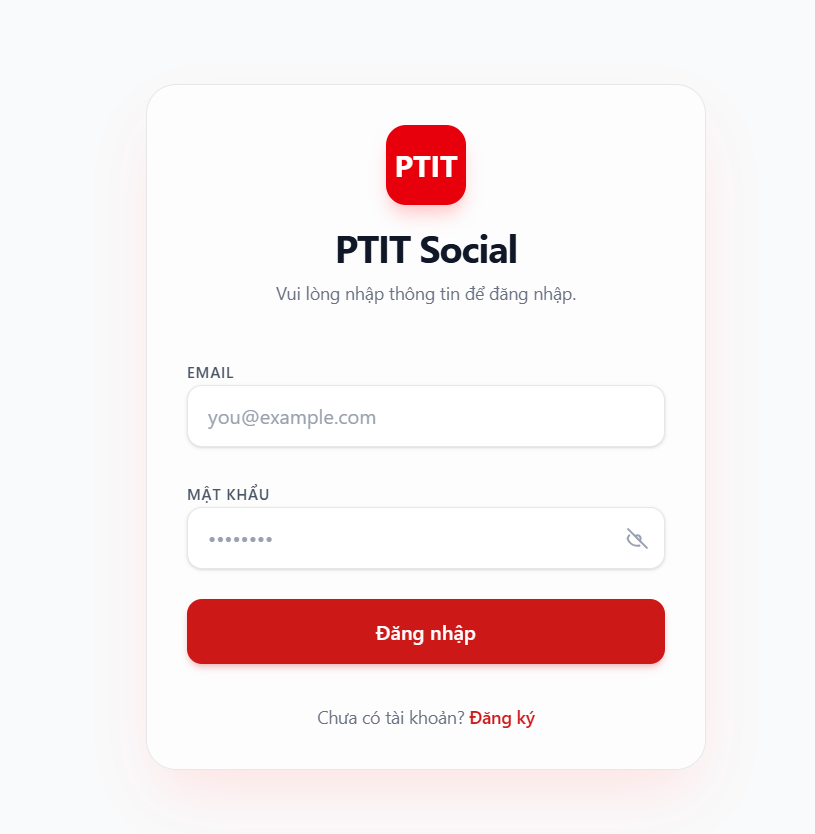 PTIT
PTIT Social
Vui lòng nhập thông tin để đăng nhập.
EMAIL
you@example.com
MẬT KHẨU
••••••••
Đăng nhập
Chưa có tài khoản? Đăng ký